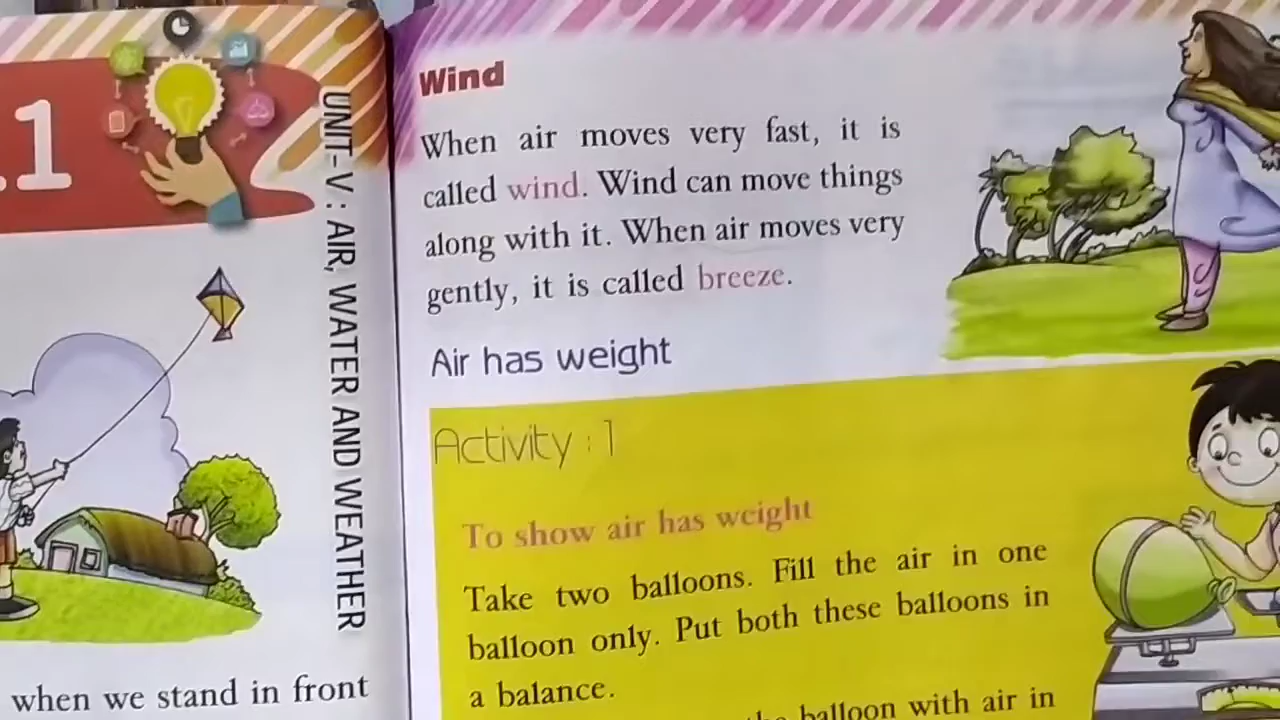 .1
UNIT-V : AIR, WATER AND WEATHER
when we stand in front
Wind
When air moves very fast, it is
called wind. Wind can move things
along with it. When air moves very
gently, it is called breeze.
Air has weight
Activity : 1
To show air has weight
Take two balloons. Fill the air in one
balloon only. Put both these balloons in
a balance.
the balloon with air in